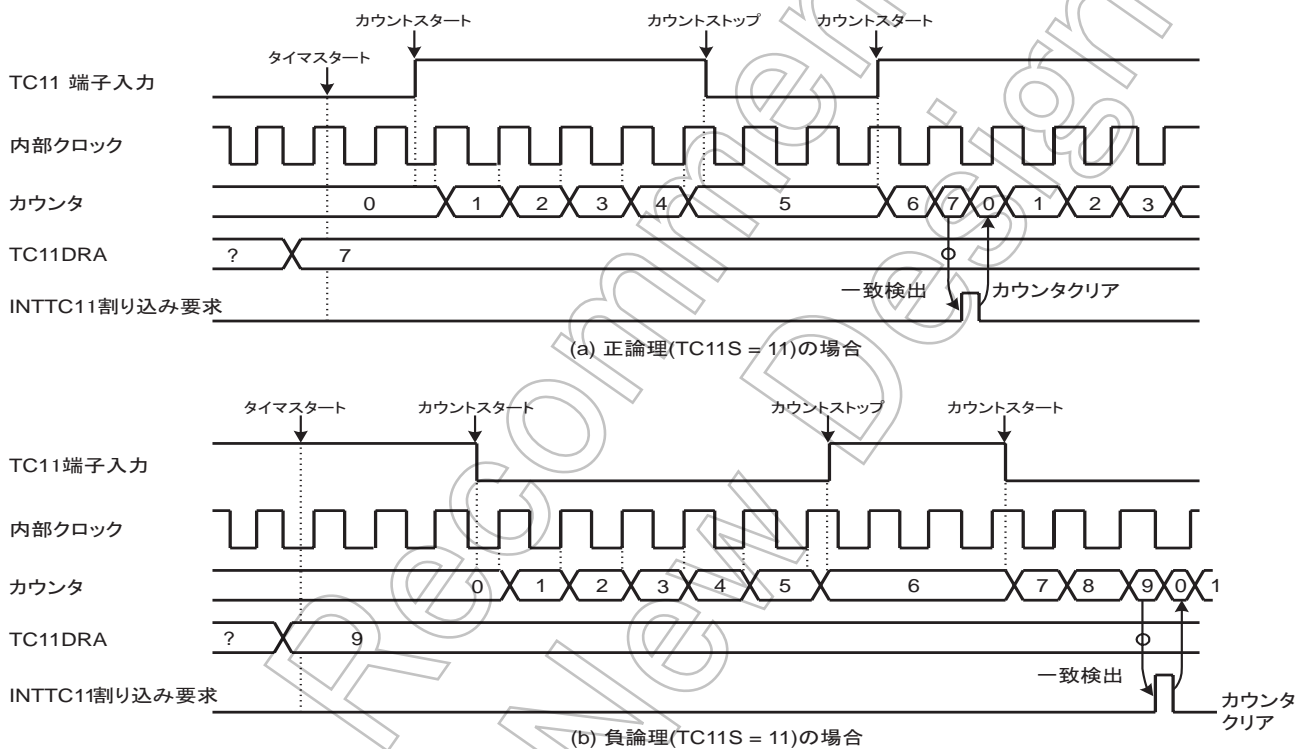 カウントスタート カウントストップ カウントスタート
タイマスタート
TC11 端子入力
内部クロック
カウンタ 0 1 2 3 4 5 6 7 0 1 2 3
TC11DRA ? 7
一致検出 カウンタクリア
INTTC11割り込み要求
(a) 正論理(TC11S = 11)の場合
タイマスタート カウントスタート カウントストップ カウントスタート
TC11端子入力
内部クロック
カウンタ 0 1 2 3 4 5 6 7 8 9 0 1
TC11DRA ? 9
一致検出
INTTC11割り込み要求 カウンタ
クリア
(b) 負論理(TC11S = 11)の場合
Recommen
New Design